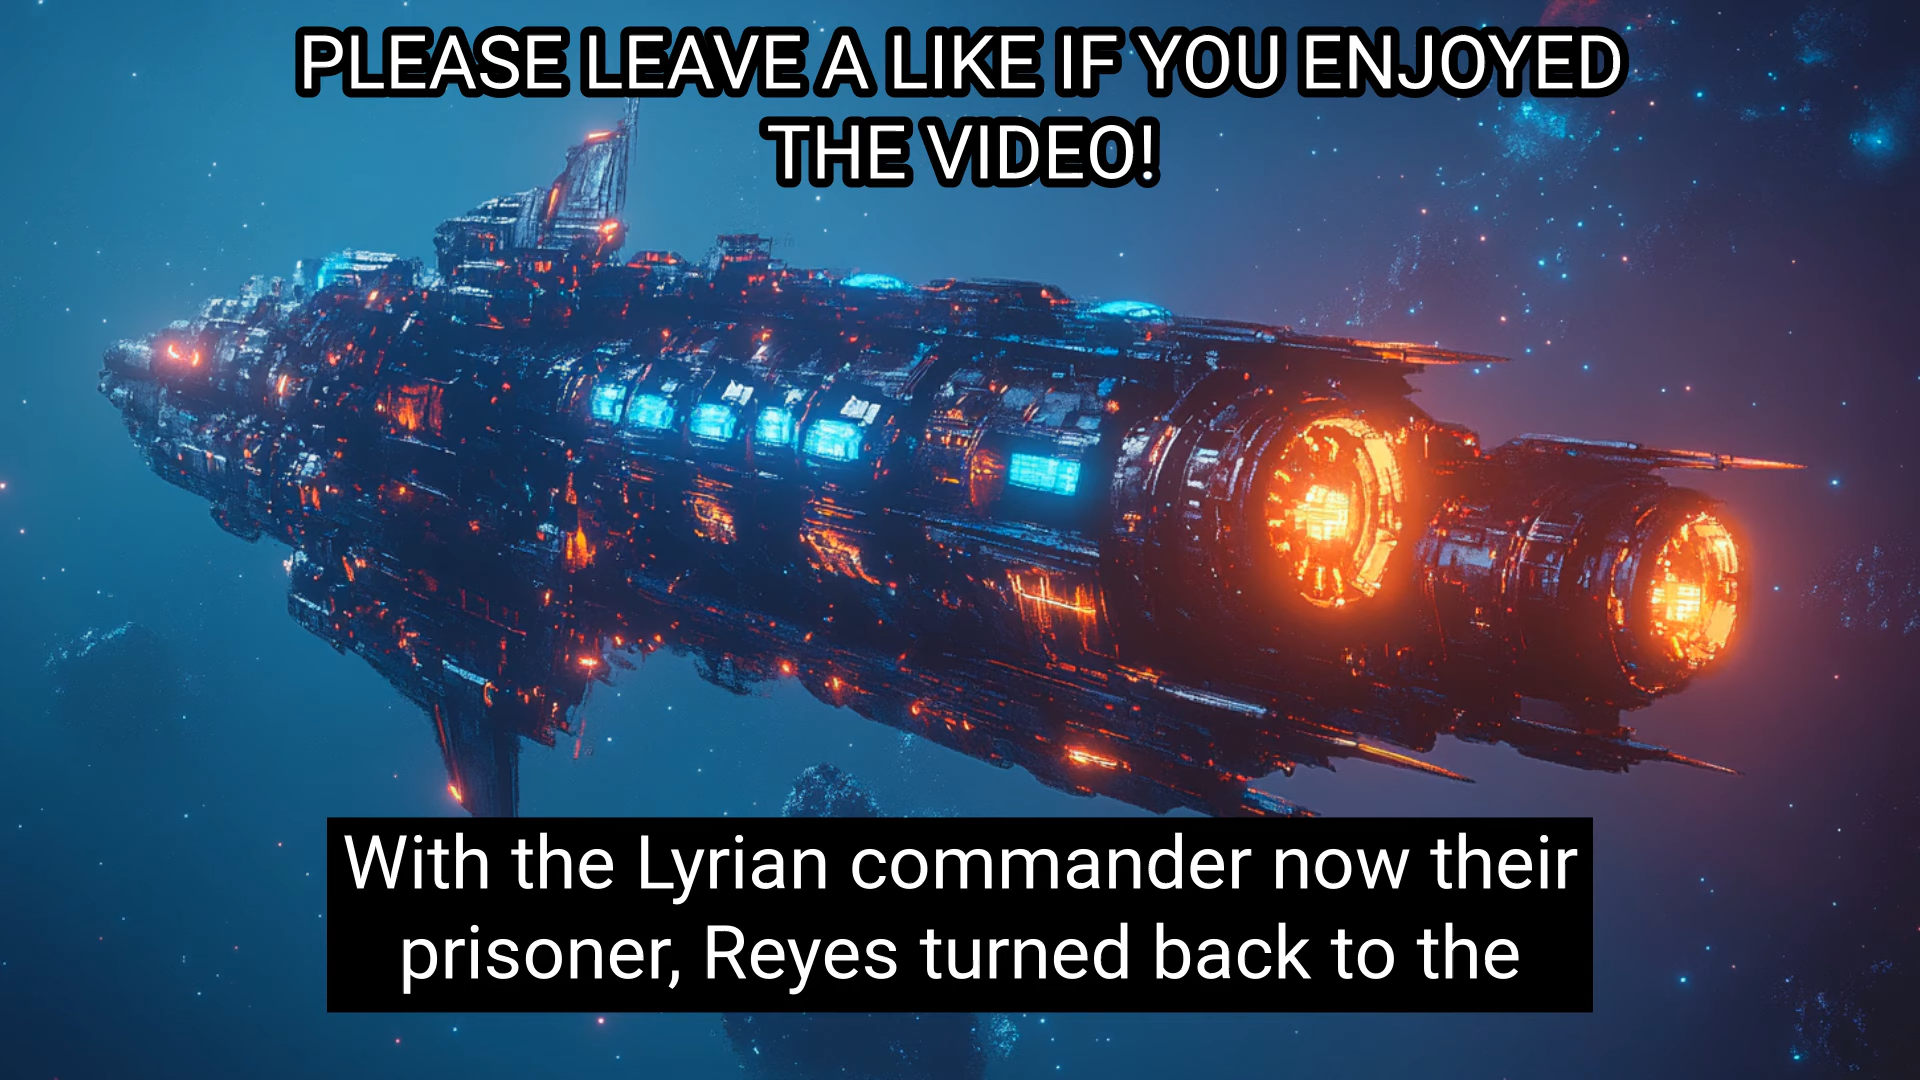 PLEASE LEAVE A LIKE IF YOU ENJOYED
THE VIDEO!
With the Lyrian commander now their
prisoner, Reyes turned back to the